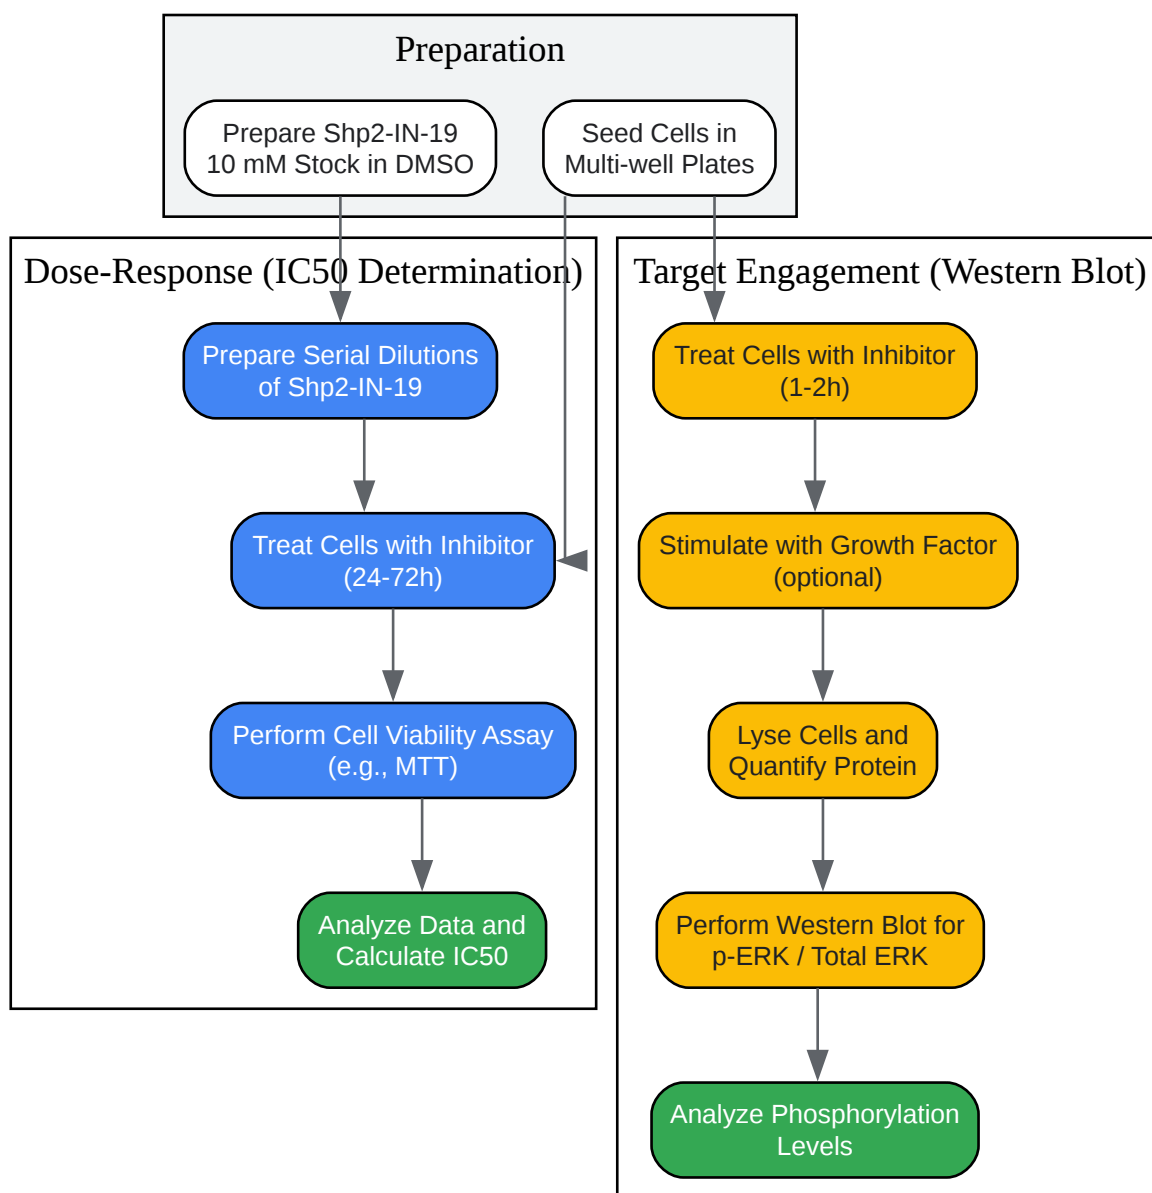 Preparation
Prepare Shp2-IN-19
10 mM Stock in DMSO
Seed Cells in
Multi-well Plates
Dose-Response (IC50 Determination)
Prepare Serial Dilutions
of Shp2-IN-19
Treat Cells with Inhibitor
(24-72h)
Perform Cell Viability Assay
(e.g., MTT)
Analyze Data and
Calculate IC50
Target Engagement (Western Blot)
Treat Cells with Inhibitor
(1-2h)
Stimulate with Growth Factor
(optional)
Lyse Cells and
Quantify Protein
Perform Western Blot for
p-ERK / Total ERK
Analyze Phosphorylation
Levels